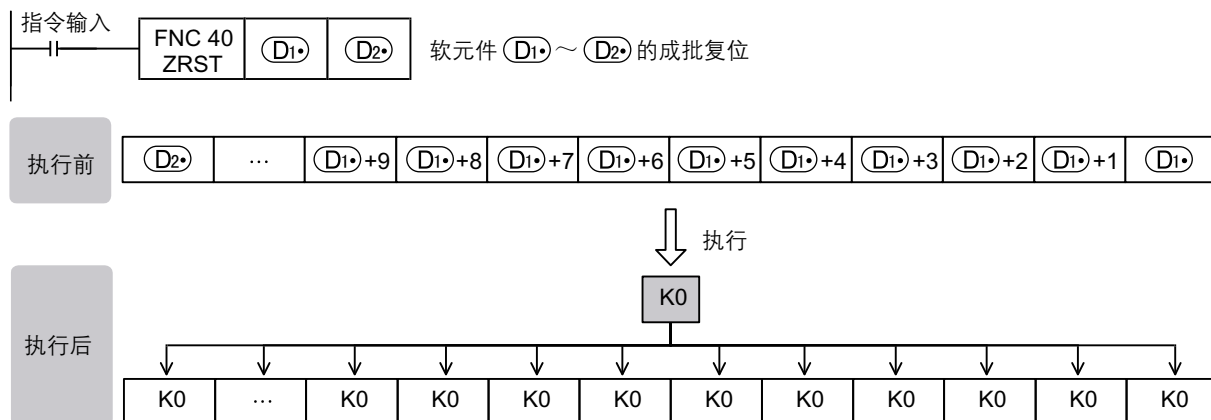 指令输入
FNC 40
ZRST
D1•
D2•
软元件 D1• ～ D2• 的成批复位
执行前
D2• … D1•+9 D1•+8 D1•+7 D1•+6 D1•+5 D1•+4 D1•+3 D1•+2 D1•+1 D1•
执行
K0
执行后
K0 … K0 K0 K0 K0 K0 K0 K0 K0 K0 K0